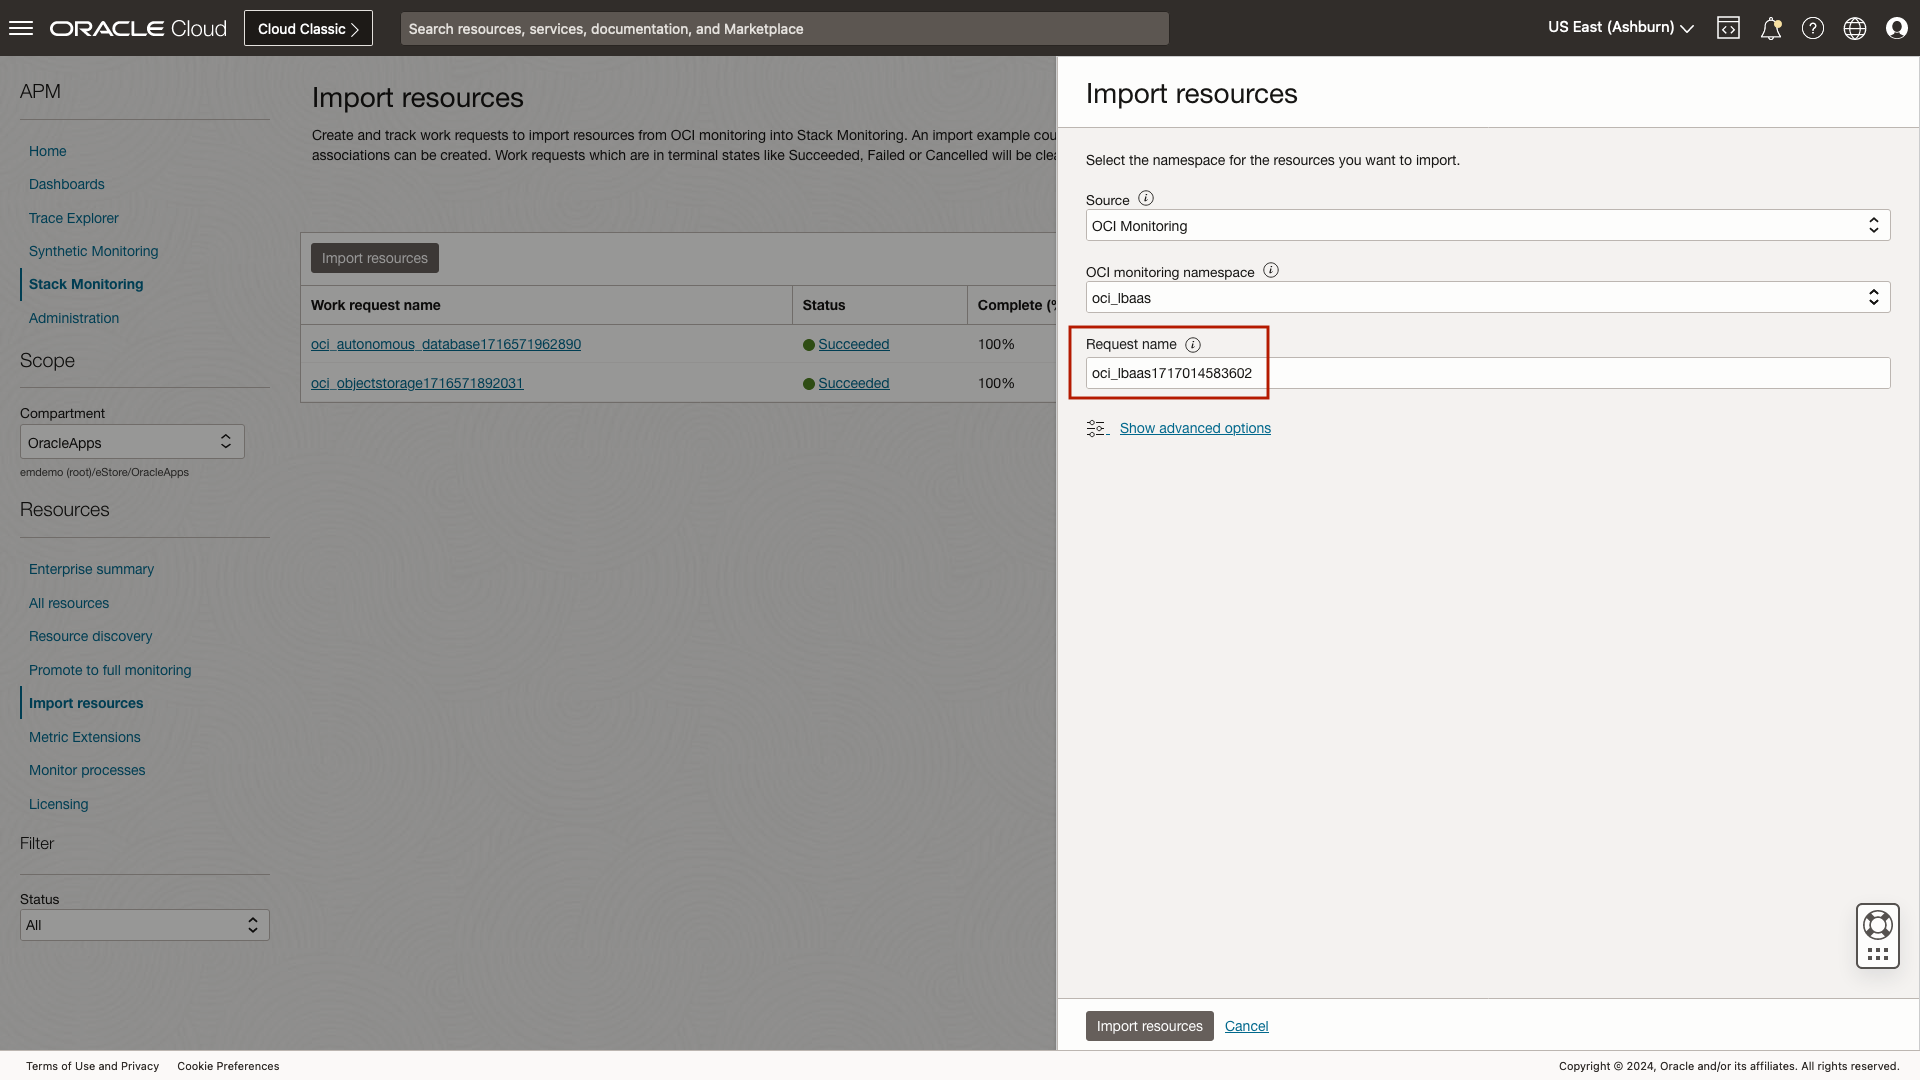 ORACLE Cloud
Cloud Classic
Search resources, services, documentation, and Marketplace
US East (Ashburn)
APM
Home
Dashboards
Trace Explorer
Synthetic Monitoring
Stack Monitoring
Administration
Scope
Compartment
OracleApps
emdemo (root)/eStore/OracleApps
Resources
Enterprise summary
All resources
Resource discovery
Promote to full monitoring
Import resources
Metric Extensions
Monitor processes
Licensing
Filter
Status
All
Import resources
Create and track work requests to import resources from OCI monitoring into Stack Monitoring. An import example cou
associations can be created. Work requests which are in terminal states like Succeeded, Failed or Cancelled will be clea
Import resources
Work request name Status Complete (%
oci_autonomous_database1716571962890 Succeeded 100%
oci_objectstorage1716571892031 Succeeded 100%
Import resources
Select the namespace for the resources you want to import.
Source
OCI Monitoring
OCI monitoring namespace
oci_lbaas
Request name
oci_lbaas1717014583602
Show advanced options
Import resources Cancel
Terms of Use and Privacy Cookie Preferences
Copyright © 2024, Oracle and/or its affiliates. All rights reserved.